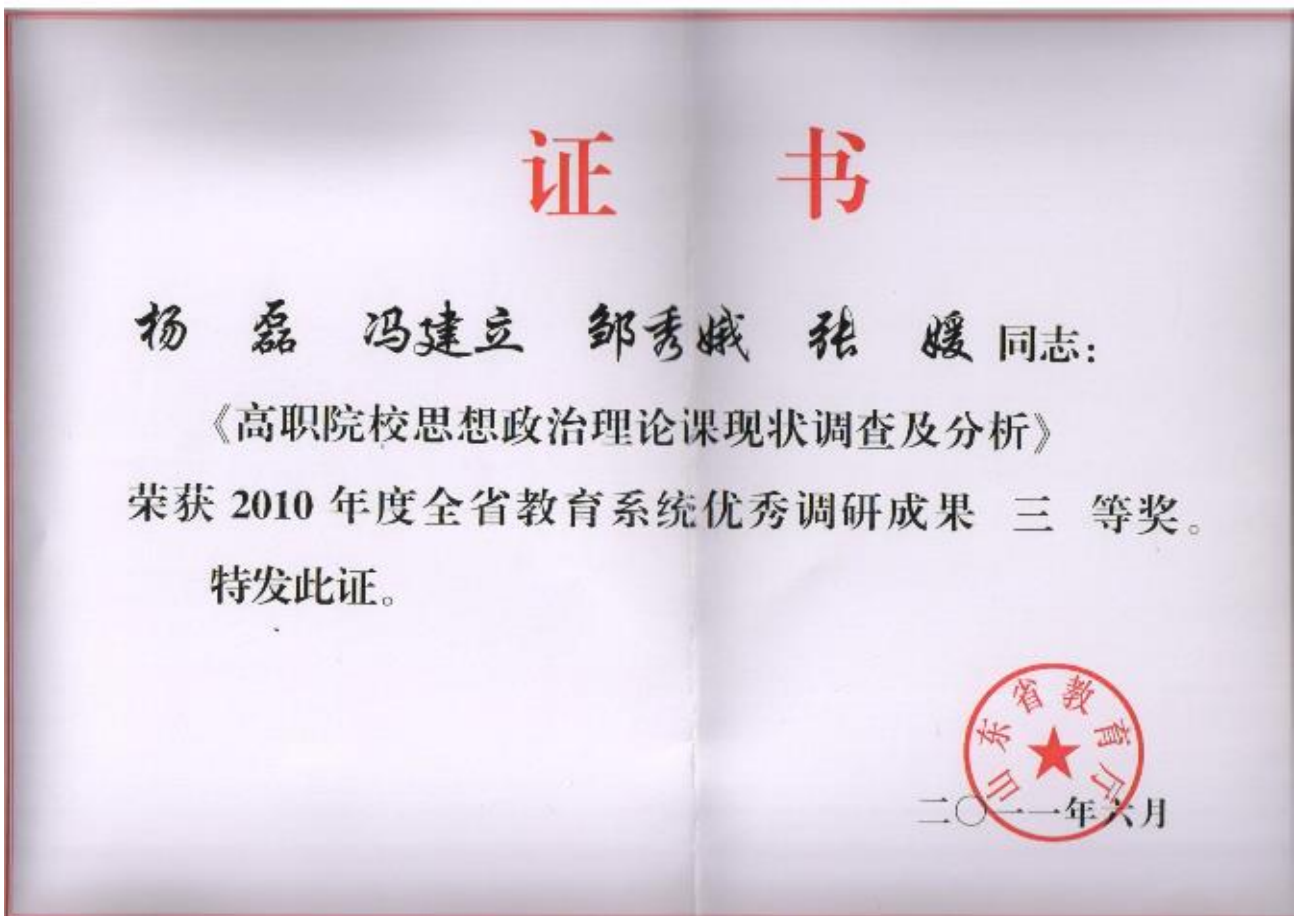 证 书
杨 磊 冯建立 邹秀娥 张 媛 同志：
《高职院校思想政治理论课现状调查及分析》
荣获 2010 年度全省教育系统优秀调研成果 三 等奖。
特发此证。
山东省教育厅
二〇一一年六月